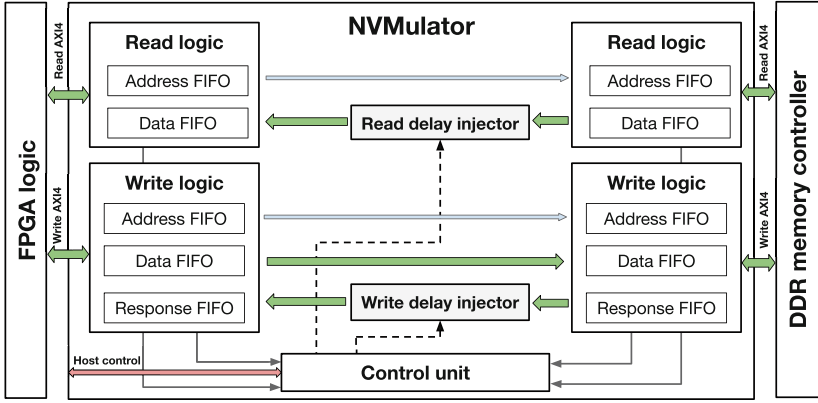 NVMulator
FPGA logic
Read AXI4
Write AXI4
Read logic
Address FIFO
Data FIFO
Write logic
Address FIFO
Data FIFO
Response FIFO
Read delay injector
Write delay injector
Read logic
Address FIFO
Data FIFO
Write logic
Address FIFO
Data FIFO
Response FIFO
Host control
Control unit
Read AXI4
Write AXI4
DDR memory controller